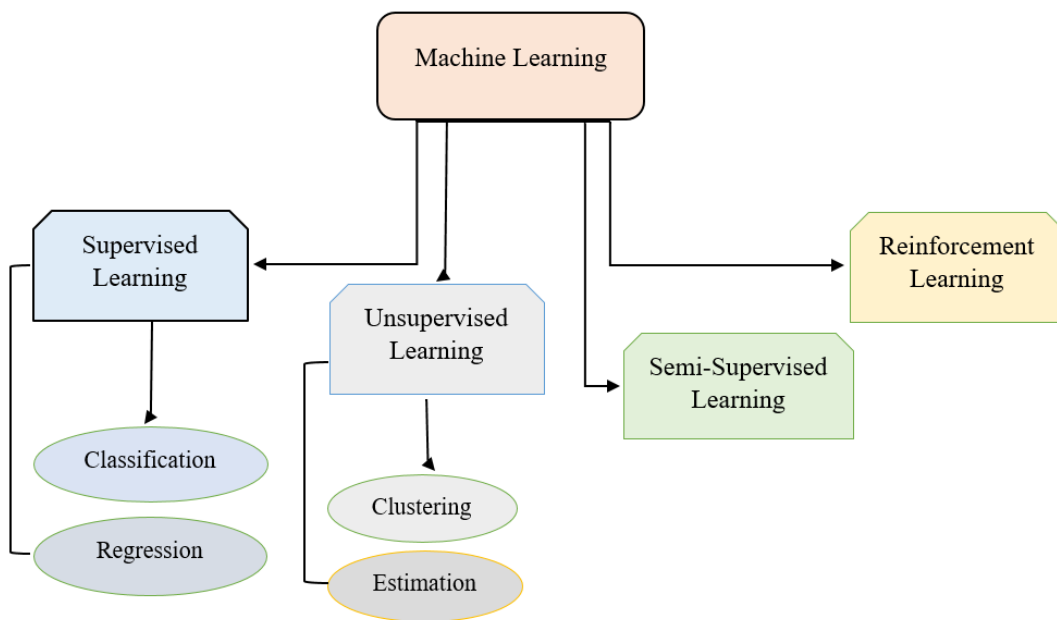 Machine Learning
Supervised
Learning
Reinforcement
Learning
Unsupervised
Learning
Semi-Supervised
Learning
Classification
Clustering
Regression
Estimation